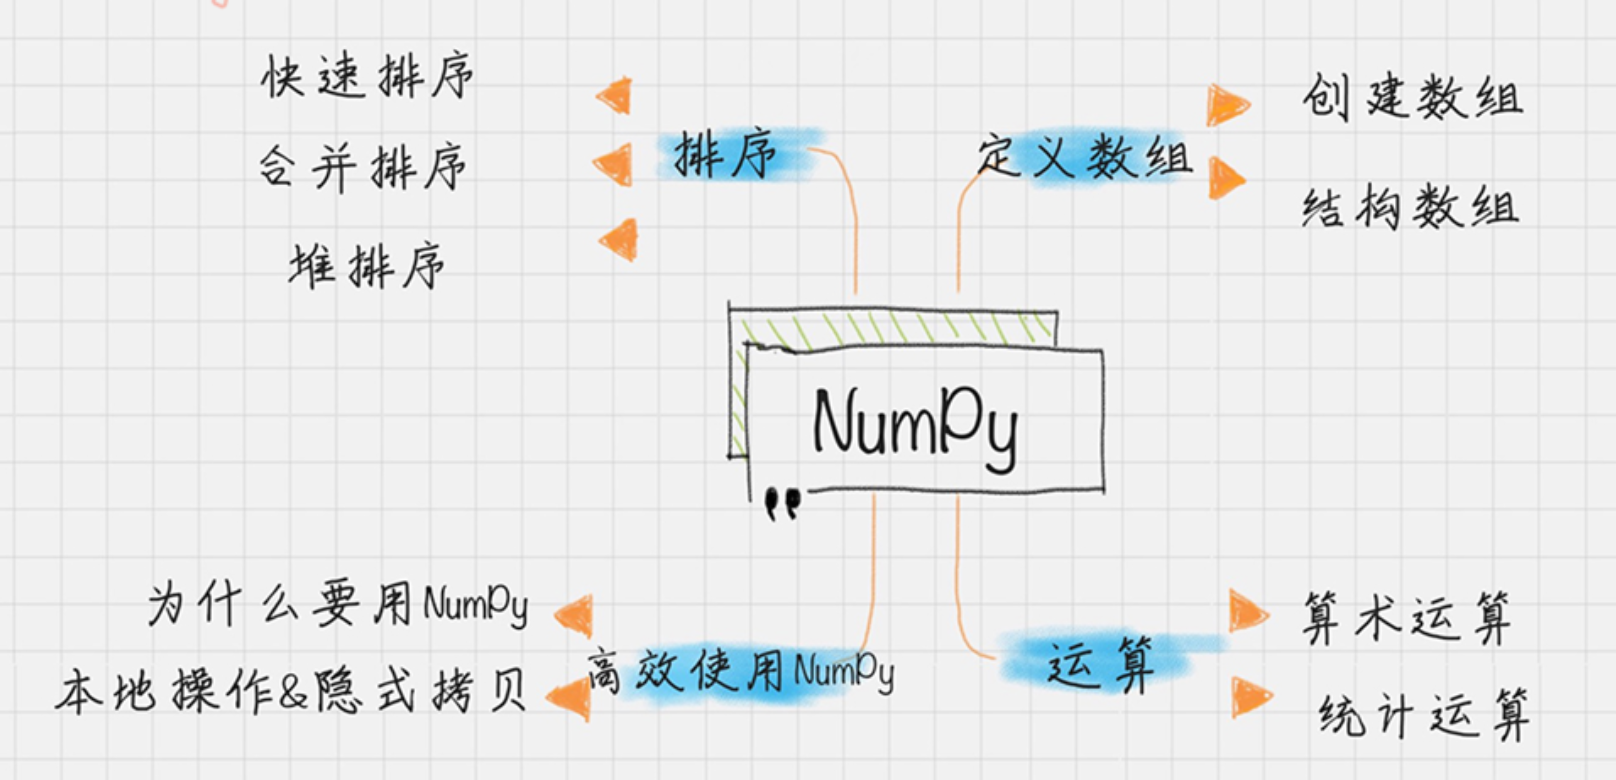 快速排序
合并排序
堆排序
排序
定义数组
创建数组
结构数组
NumPy
为什么要用NumPy
本地操作&隐式拷贝
高效使用NumPy
运算
算术运算
统计运算